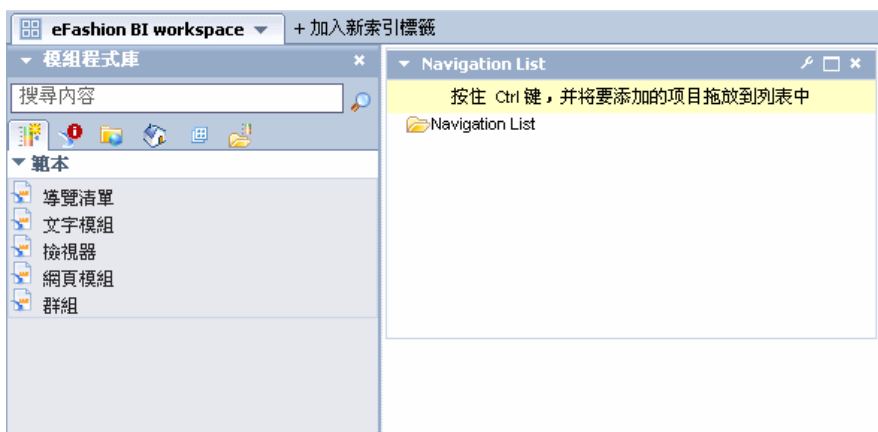 eFashion BI workspace
+ 加入新索引標籤
模組程式庫
搜尋內容
範本
導覽清單
文字模組
檢視器
網頁模組
群組
Navigation List
按住 Ctrl 键，并将要添加的项目拖放到列表中
Navigation List